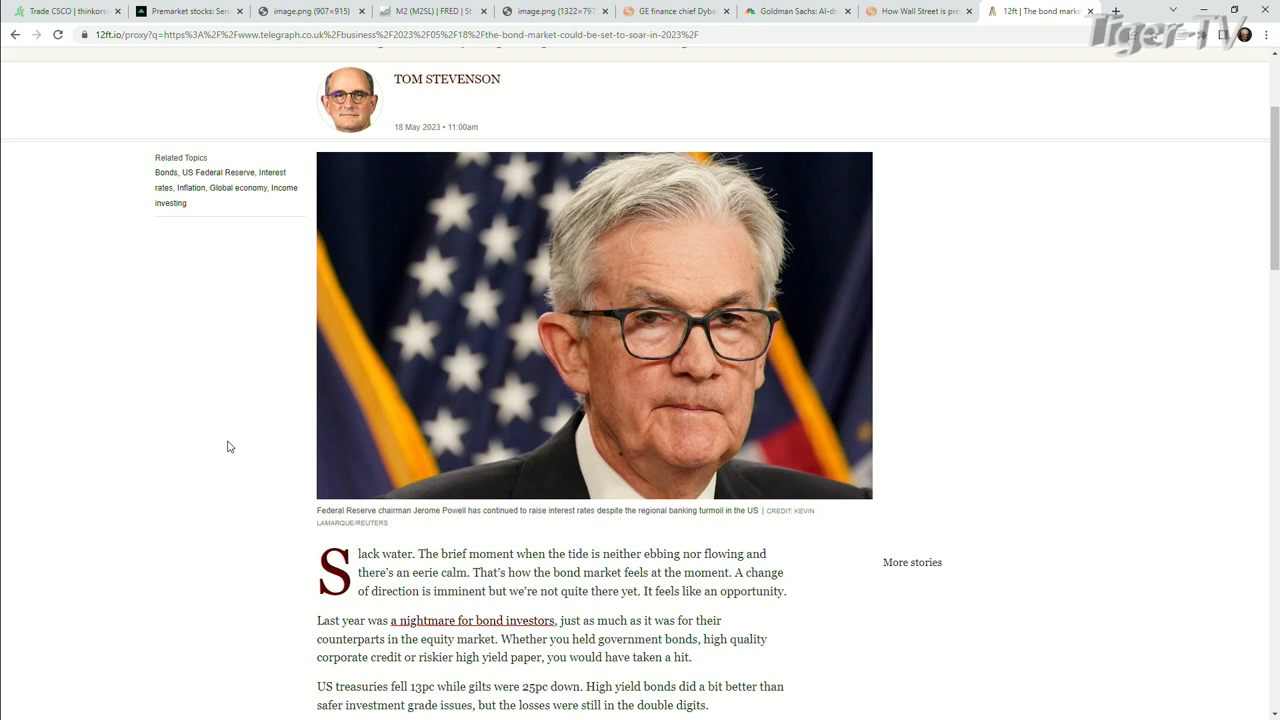 Trade CSCO | thinkors
Premarket stocks: Sen
image.png (907×915)
M2 (M2SL) | FRED | St.
image.png (1322×797
GE finance chief Dybe
Goldman Sachs: AI-dr
How Wall Street is pre
12ft | The bond marke
Tiger-TV
12ft.io/proxy?q=https%3A%2F%2Fwww.telegraph.co.uk%2Fbusiness%2F2023%2F05%2F18%2Fthe-bond-market-could-be-set-to-soar-in-2023%2F
TOM STEVENSON
18 May 2023 • 11:00am
Related Topics
Bonds, US Federal Reserve, Interest
rates, Inflation, Global economy, Income
investing
Federal Reserve chairman Jerome Powell has continued to raise interest rates despite the regional banking turmoil in the US | CREDIT: KEVIN
LAMARQUE/REUTERS
Slack water. The brief moment when the tide is neither ebbing nor flowing and
there's an eerie calm. That's how the bond market feels at the moment. A change
of direction is imminent but we're not quite there yet. It feels like an opportunity.
More stories
Last year was a nightmare for bond investors, just as much as it was for their
counterparts in the equity market. Whether you held government bonds, high quality
corporate credit or riskier high yield paper, you would have taken a hit.
US treasuries fell 13pc while gilts were 25pc down. High yield bonds did a bit better than
safer investment grade issues, but the losses were still in the double digits.